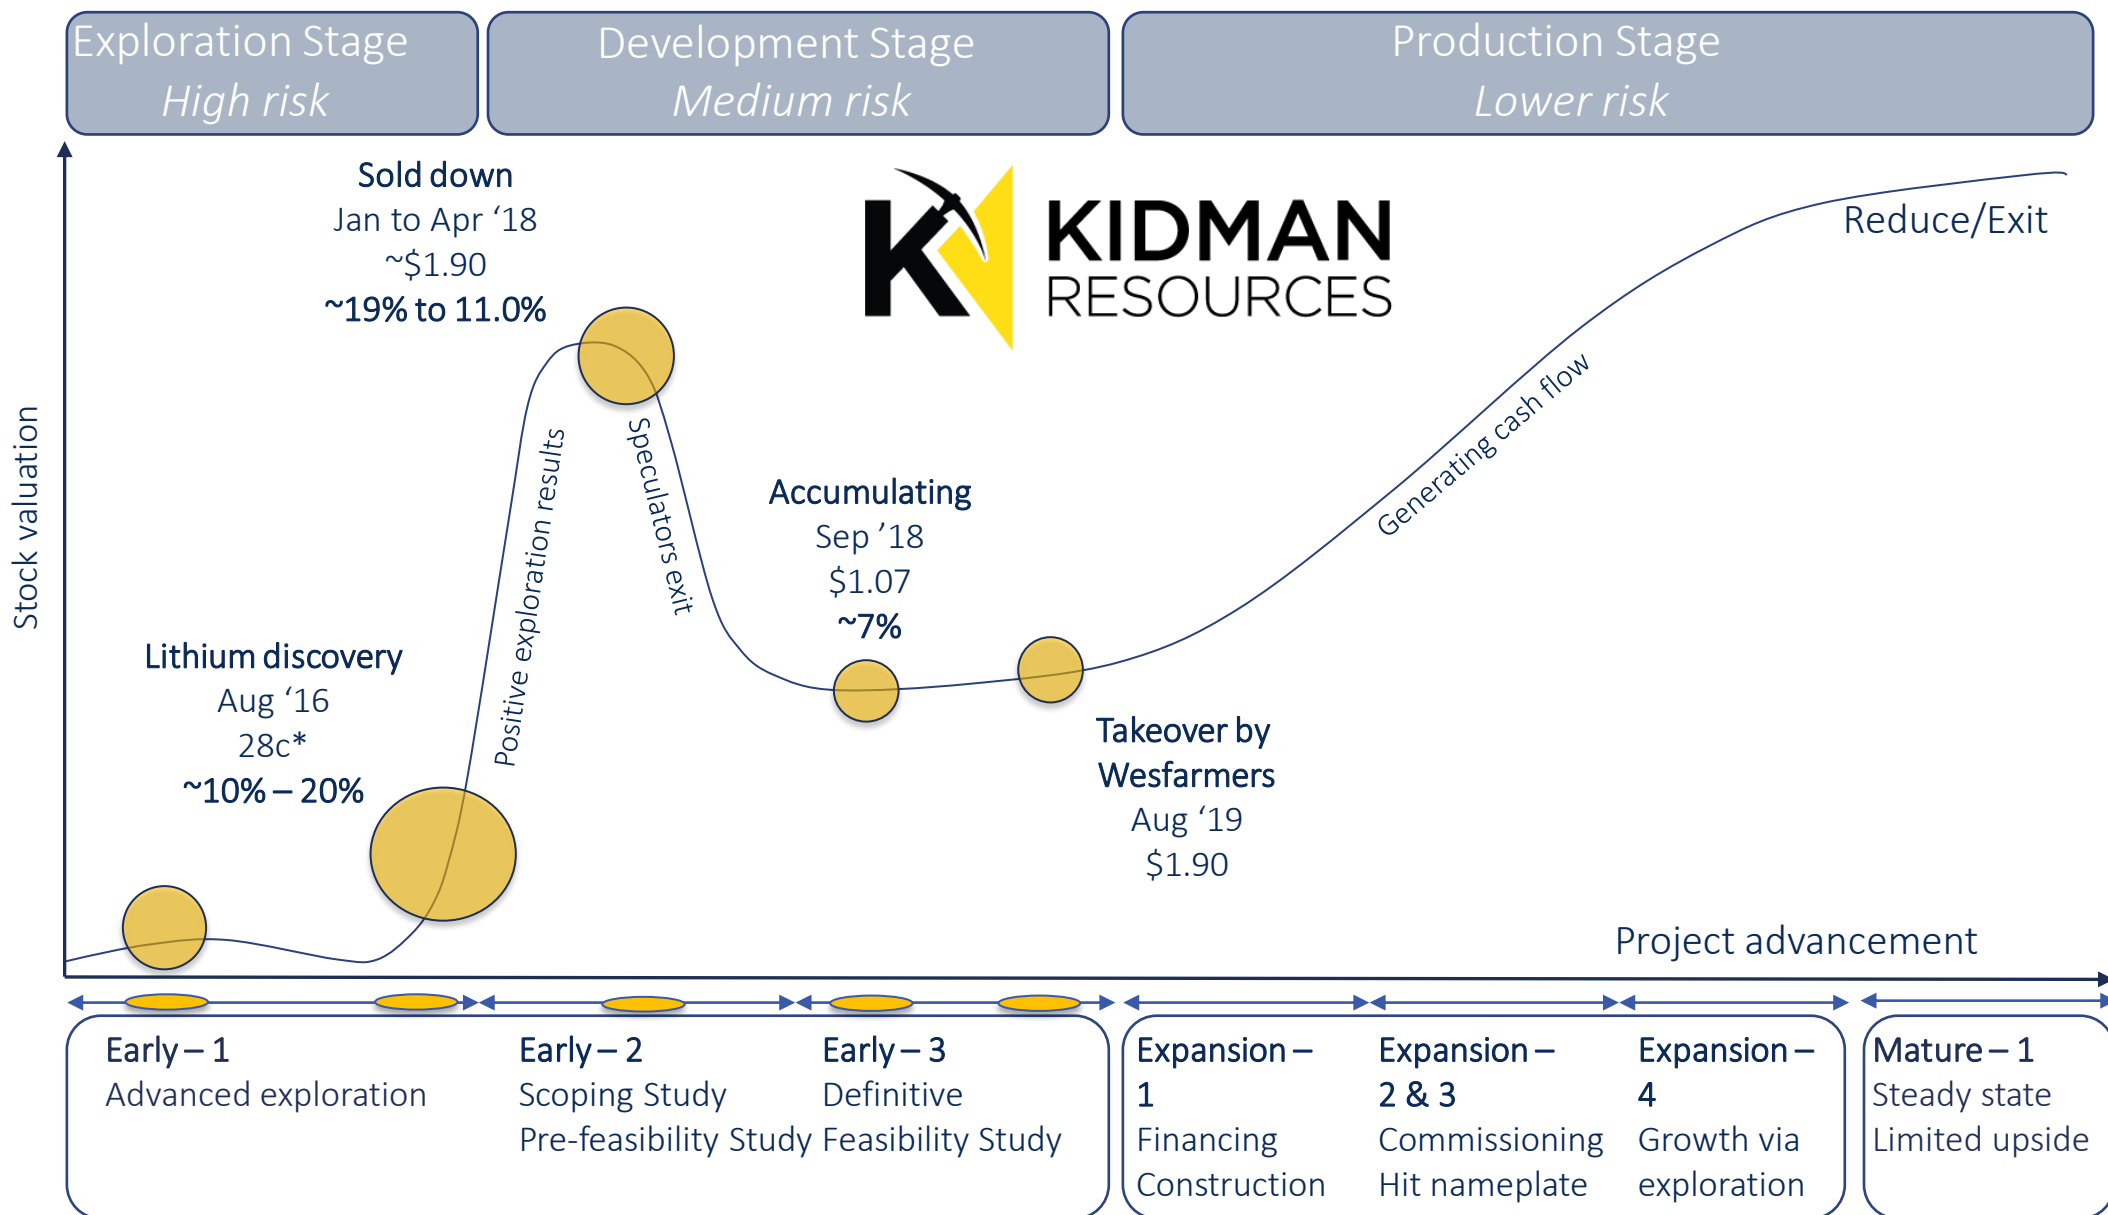 Exploration Stage
High risk
Development Stage
Medium risk
Production Stage
Lower risk
Sold down
Jan to Apr ‘18
~$1.90
~19% to 11.0%
KIDMAN
RESOURCES
Reduce/Exit
Stock valuation
Positive exploration results
Speculators exit
Generating cash flow
Accumulating
Sep ’18
$1.07
~7%
Lithium discovery
Aug ‘16
28c*
~10% – 20%
Takeover by
Wesfarmers
Aug ‘19
$1.90
Project advancement
Early – 1
Advanced exploration
Early – 2
Scoping Study
Pre-feasibility Study
Early – 3
Definitive
Feasibility Study
Expansion –
1
Financing
Construction
Expansion –
2 & 3
Commissioning
Hit nameplate
Expansion –
4
Growth via
exploration
Mature – 1
Steady state
Limited upside